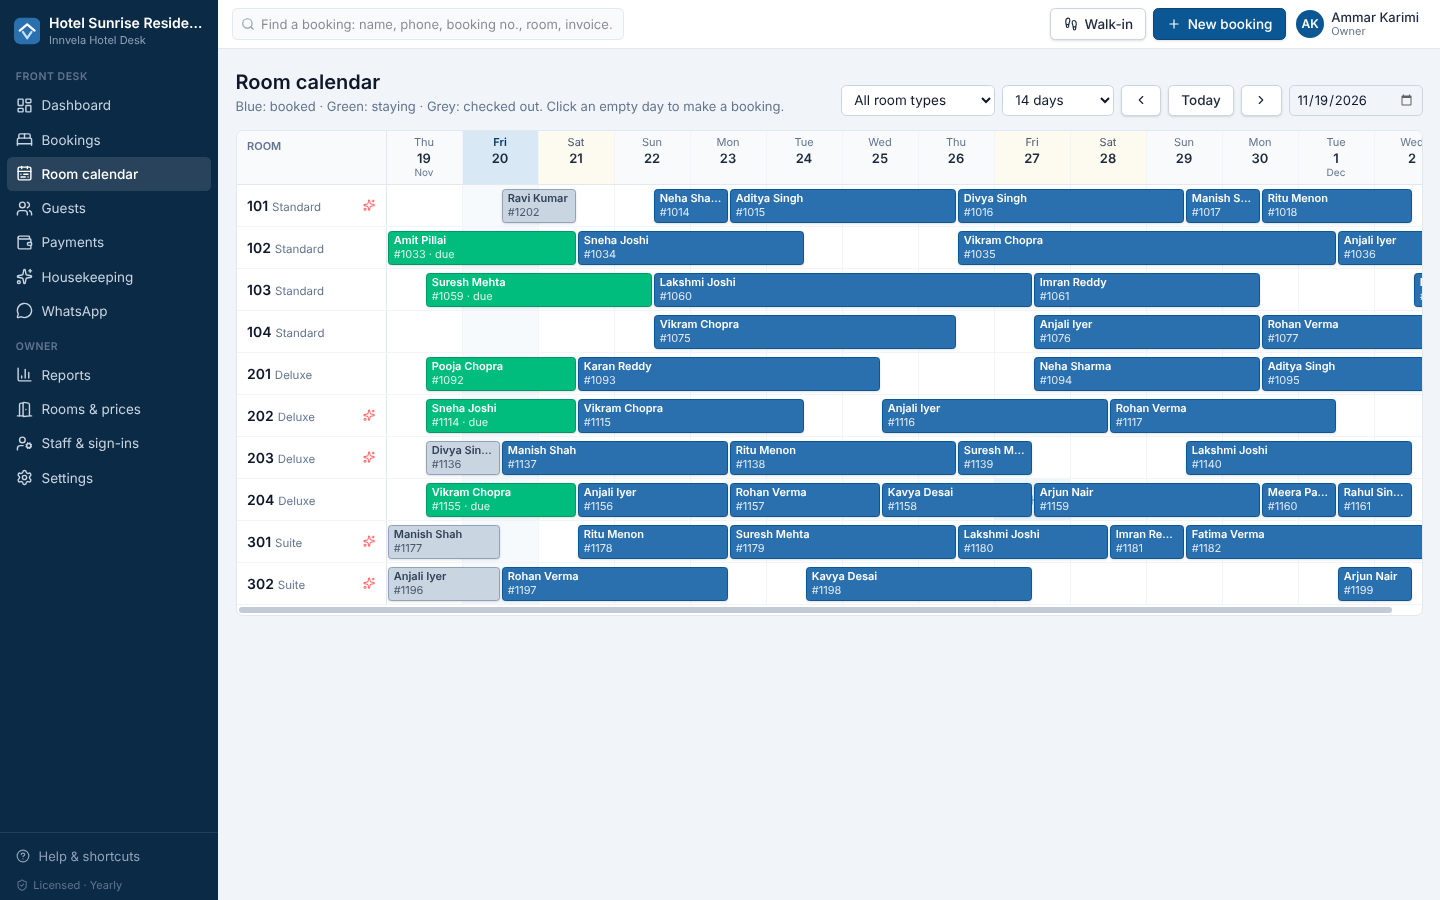 Hotel Sunrise Reside...
Innvela Hotel Desk
FRONT DESK
Dashboard
Bookings
Room calendar
Guests
Payments
Housekeeping
WhatsApp
OWNER
Reports
Rooms & prices
Staff & sign-ins
Settings
Help & shortcuts
Licensed · Yearly
Find a booking: name, phone, booking no., room, invoice.
Walk-in
New booking
AK
Ammar Karimi
Owner
Room calendar
Blue: booked · Green: staying · Grey: checked out. Click an empty day to make a booking.
All room types
14 days
Today
11/19/2026
ROOM
Thu 19 Nov
Fri 20
Sat 21
Sun 22
Mon 23
Tue 24
Wed 25
Thu 26
Fri 27
Sat 28
Sun 29
Mon 30
Tue 1 Dec
Wed 2
101 Standard
Ravi Kumar
#1202
Neha Sha...
#1014
Aditya Singh
#1015
Divya Singh
#1016
Manish S...
#1017
Ritu Menon
#1018
102 Standard
Amit Pillai
#1033 · due
Sneha Joshi
#1034
Vikram Chopra
#1035
Anjali Iyer
#1036
103 Standard
Suresh Mehta
#1059 · due
Lakshmi Joshi
#1060
Imran Reddy
#1061
104 Standard
Vikram Chopra
#1075
Anjali Iyer
#1076
Rohan Verma
#1077
201 Deluxe
Pooja Chopra
#1092
Karan Reddy
#1093
Neha Sharma
#1094
Aditya Singh
#1095
202 Deluxe
Sneha Joshi
#1114 · due
Vikram Chopra
#1115
Anjali Iyer
#1116
Rohan Verma
#1117
203 Deluxe
Divya Sin...
#1136
Manish Shah
#1137
Ritu Menon
#1138
Suresh M...
#1139
Lakshmi Joshi
#1140
204 Deluxe
Vikram Chopra
#1155 · due
Anjali Iyer
#1156
Rohan Verma
#1157
Kavya Desai
#1158
Arjun Nair
#1159
Meera Pa...
#1160
Rahul Sin...
#1161
301 Suite
Manish Shah
#1177
Ritu Menon
#1178
Suresh Mehta
#1179
Lakshmi Joshi
#1180
Imran Re...
#1181
Fatima Verma
#1182
302 Suite
Anjali Iyer
#1196
Rohan Verma
#1197
Kavya Desai
#1198
Arjun Nair
#1199